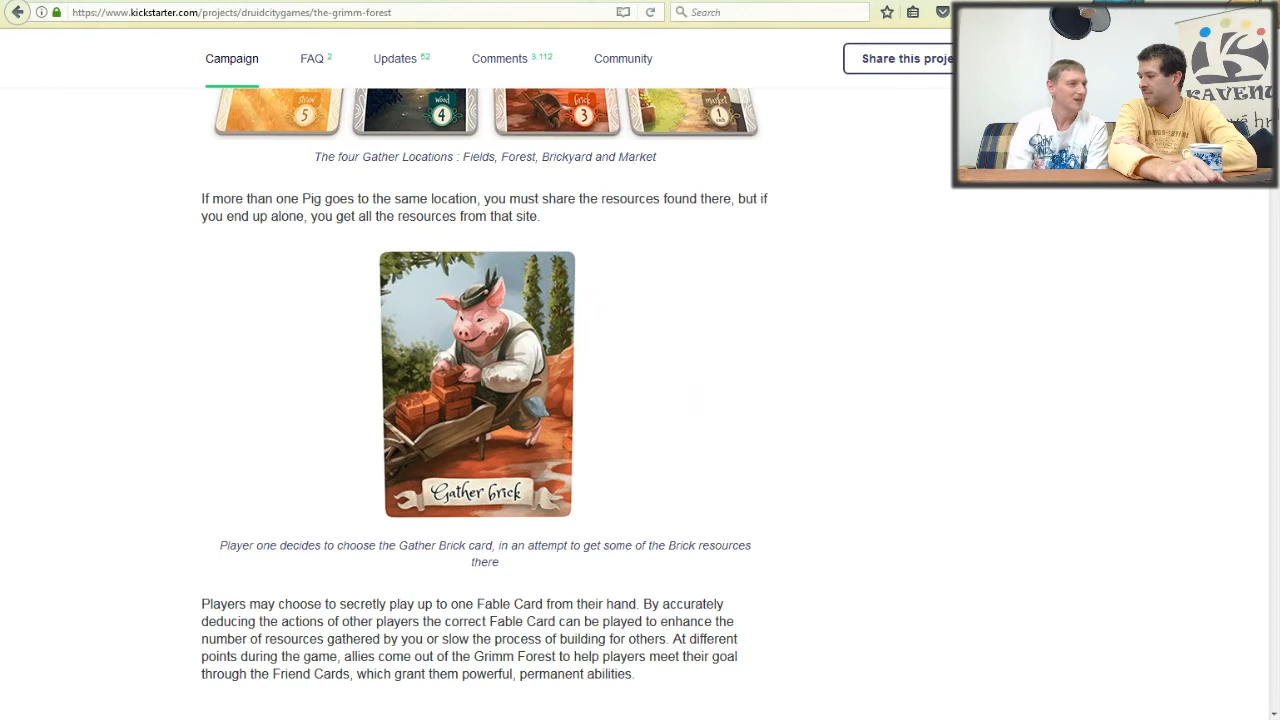 https://www.kickstarter.com/projects/druidcitygames/the-grimm-forest
Search
Campaign FAQ 2 Updates 62 Comments 3,112 Community
Share this proje
straw 5 wood 4 brick 3 market 1
The four Gather Locations : Fields, Forest, Brickyard and Market
If more than one Pig goes to the same location, you must share the resources found there, but if
you end up alone, you get all the resources from that site.
Gather brick
Player one decides to choose the Gather Brick card, in an attempt to get some of the Brick resources
there
Players may choose to secretly play up to one Fable Card from their hand. By accurately
deducing the actions of other players the correct Fable Card can be played to enhance the
number of resources gathered by you or slow the process of building for others. At different
points during the game, allies come out of the Grimm Forest to help players meet their goal
through the Friend Cards, which grant them powerful, permanent abilities.